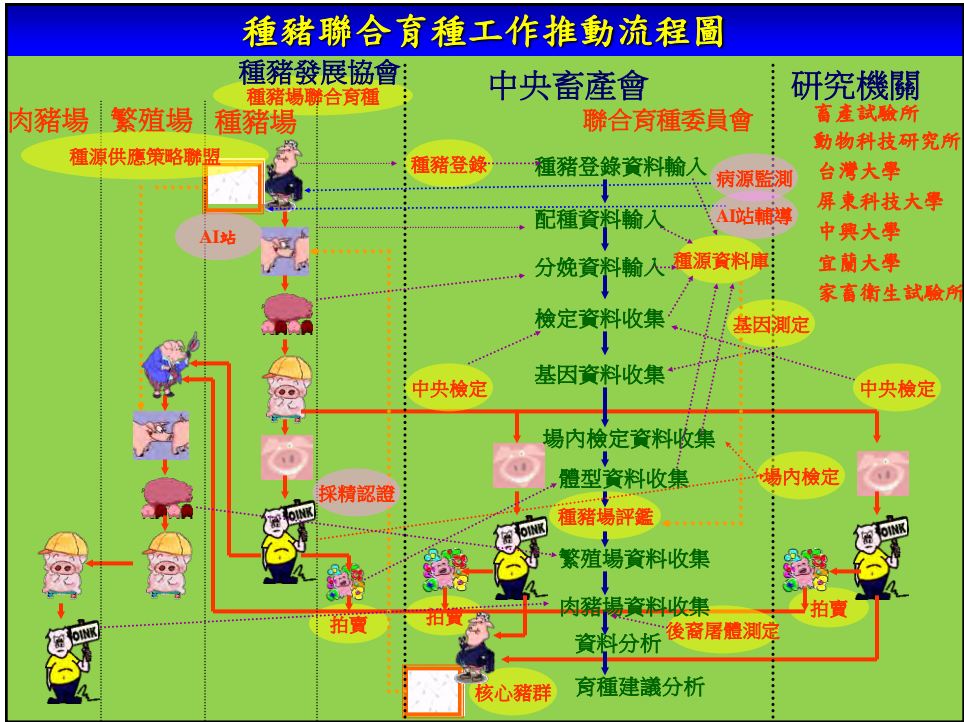 種豬聯合育種工作推動流程圖
種豬發展協會
中央畜產會
研究機關
種豬場聯合育種
肉豬場
繁殖場
種豬場
聯合育種委員會
畜產試驗所
動物科技研究所
台灣大學
屏東科技大學
中興大學
宜蘭大學
家畜衛生試驗所
種源供應策略聯盟
種豬登錄
種豬登錄資料輸入
病源監測
AI站
配種資料輸入
AI站輔導
分娩資料輸入
種源資料庫
檢定資料收集
基因測定
中央檢定
基因資料收集
中央檢定
場內檢定資料收集
體型資料收集
場內檢定
採精認證
種豬場評鑑
OINK
OINK
OINK
繁殖場資料收集
肉豬場資料收集
拍賣
拍賣
拍賣
OINK
後裔屠體測定
資料分析
核心豬群
育種建議分析